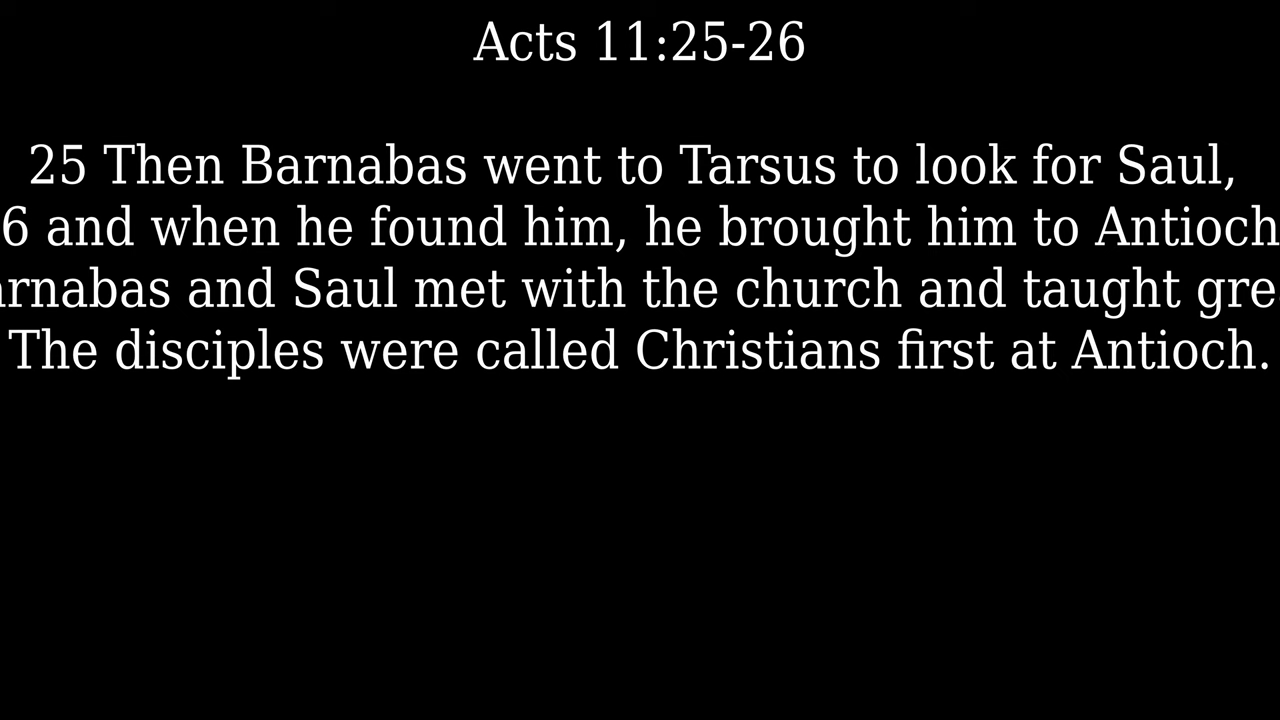 Acts 11:25-26
25 Then Barnabas went to Tarsus to look for Saul,
6 and when he found him, he brought him to Antioch
and Saul met with the church and taught
The disciples were called Christians first at Antioch.